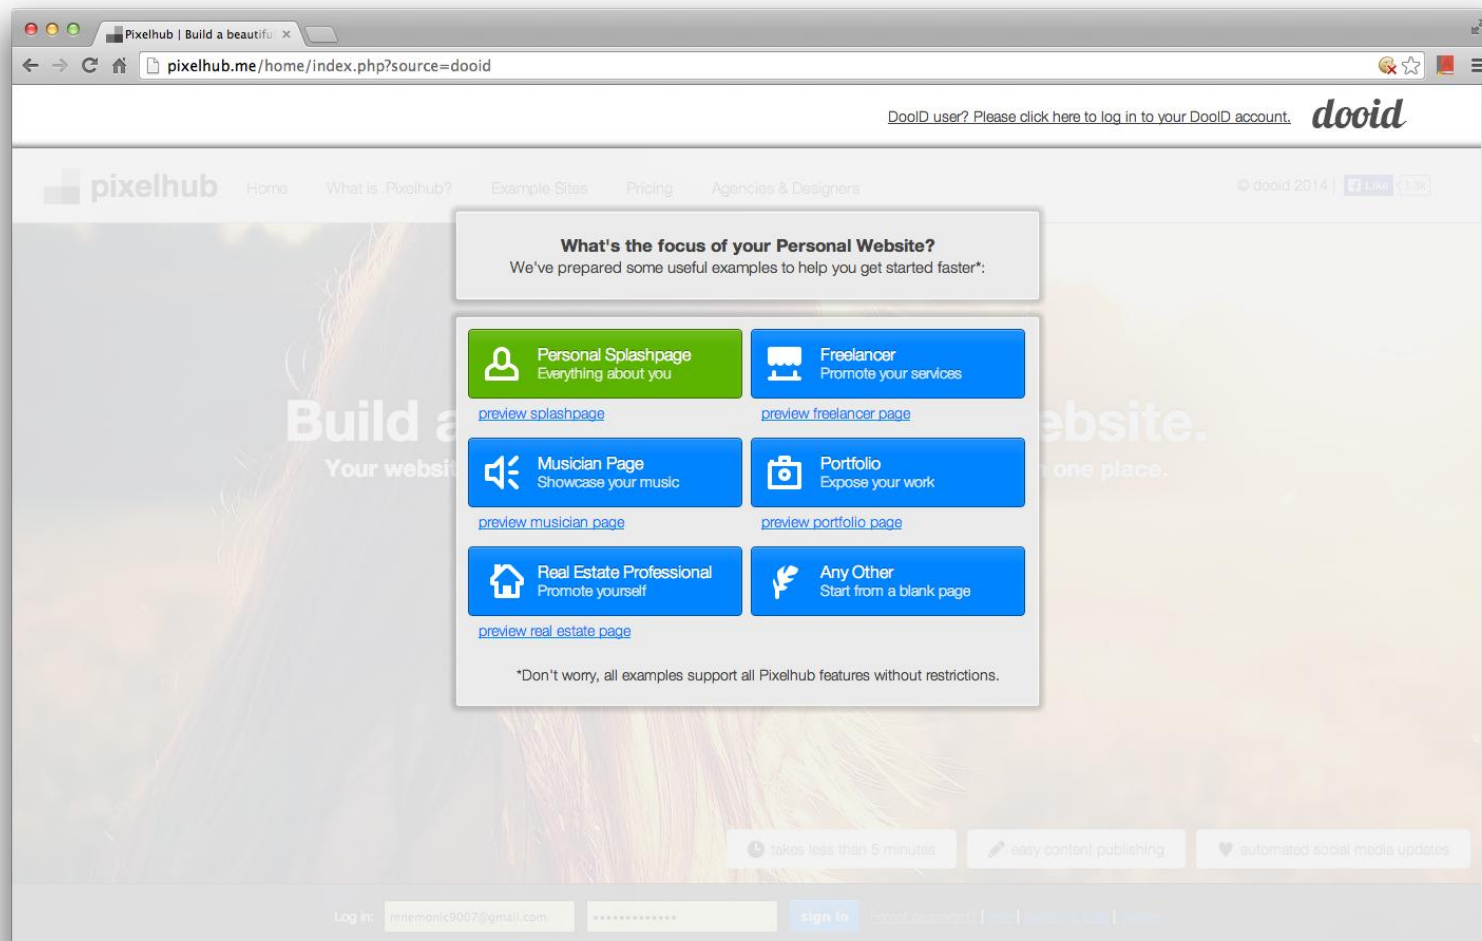 Pixelhub | Build a beautifu
pixelhub.me/home/index.php?source=dooid
DooID user? Please click here to log in to your DooID account. dooid
pixelhub Home What is .Pixelhub? Example Sites Pricing Agencies & Designers © dooid 2014 | Like 1.3k
What's the focus of your Personal Website?
We've prepared some useful examples to help you get started faster*:
Personal Splashpage
Everything about you
preview splashpage
Freelancer
Promote your services
preview freelancer page
Build a
ebsite.
Your websit
one place.
Musician Page
Showcase your music
preview musician page
Portfolio
Expose your work
preview portfolio page
Real Estate Professional
Promote yourself
preview real estate page
Any Other
Start from a blank page
*Don't worry, all examples support all Pixelhub features without restrictions.
takes less than 5 minutes easy content publishing automated social media updates
Log in: mnemonic9007@gmail.com ••••••••••••• sign in Forgot password?